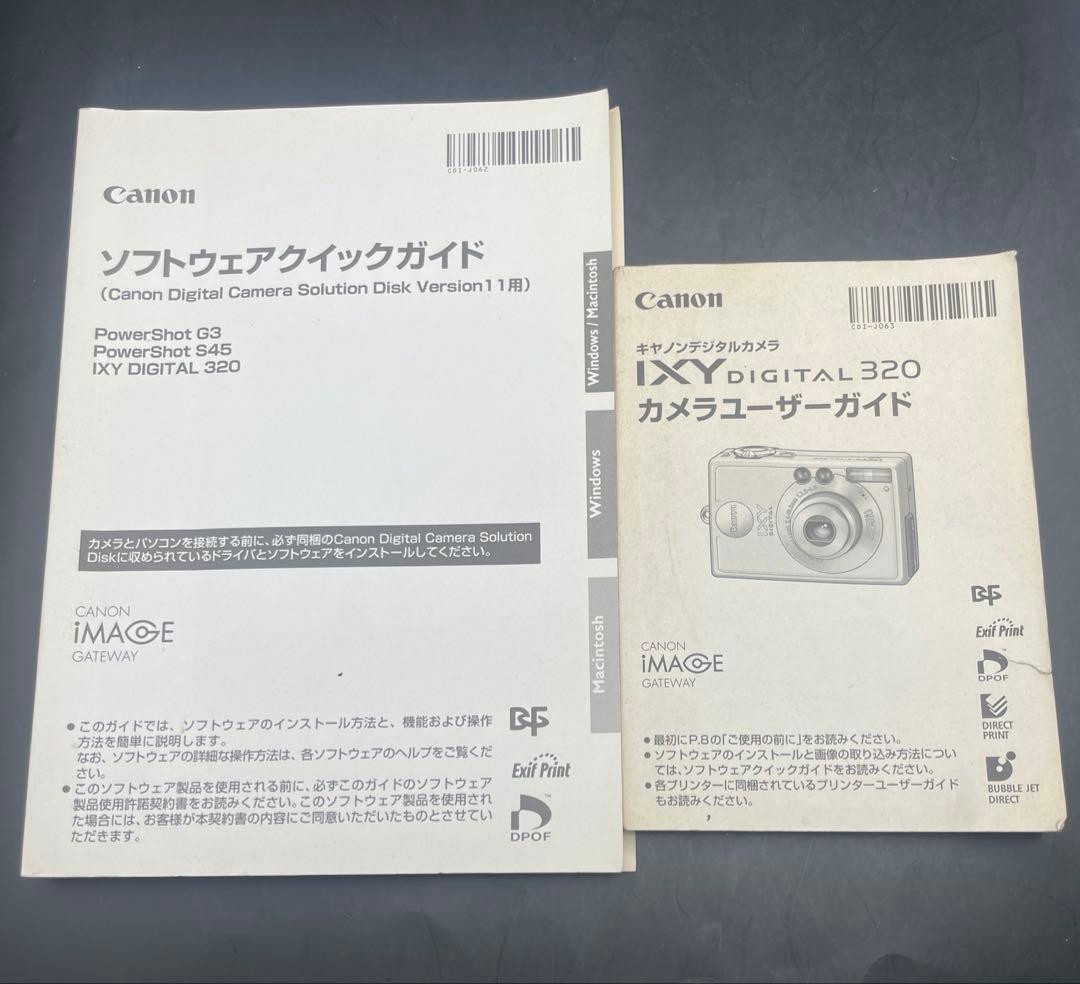 CDI-J062
Canon
ソフトウェアクイックガイド
（Canon Digital Camera Solution Disk Version11用）
PowerShot G3
PowerShot S45
IXY DIGITAL 320
カメラとパソコンを接続する前に、必ず同梱のCanon Digital Camera Solution
Diskに収められているドライバとソフトウェアをインストールしてください。
CANON
iMAGE
GATEWAY
●このガイドでは、ソフトウェアのインストール方法と、機能および操作
方法を簡単に説明します。
なお、ソフトウェアの詳細な操作方法は、各ソフトウェアのヘルプをご覧くだ
さい。
●このソフトウェア製品を使用される前に、必ずこのガイドのソフトウェア
製品使用許諾契約書をお読みください。このソフトウェア製品を使用され
た場合には、お客様が本契約書の内容にご同意いただいたものとさせてい
ただきます。
Exif Print
DPOF
Windows / Macintosh
Windows
Macintosh
Canon
CDI-J063
キヤノンデジタルカメラ
IXY DIGITAL 320
カメラユーザーガイド
Canon
IXY
DIGITAL
CANON
iMAGE
GATEWAY
●最初にP.8の「ご使用の前に」をお読みください。
●ソフトウェアのインストールと画像の取り込み方法につい
ては、ソフトウェアクイックガイドをお読みください。
●各プリンターに同梱されているプリンターユーザーガイド
もお読みください。
Exif Print
DPOF
DIRECT
PRINT
BUBBLE JET
DIRECT